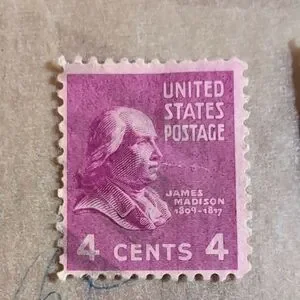 UNITED
STATES
POSTAGE
JAMES
MADISON
1809-1817
4 CENTS 4